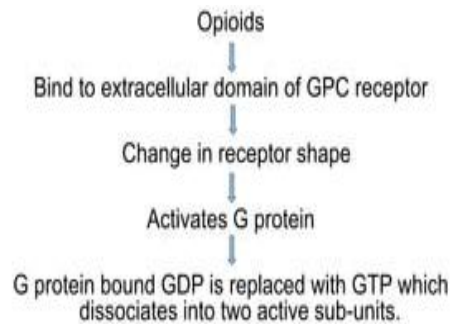 Opioids
Bind to extracellular domain of GPC receptor
Change in receptor shape
Activates G protein
G protein bound GDP is replaced with GTP which
dissociates into two active sub-units.